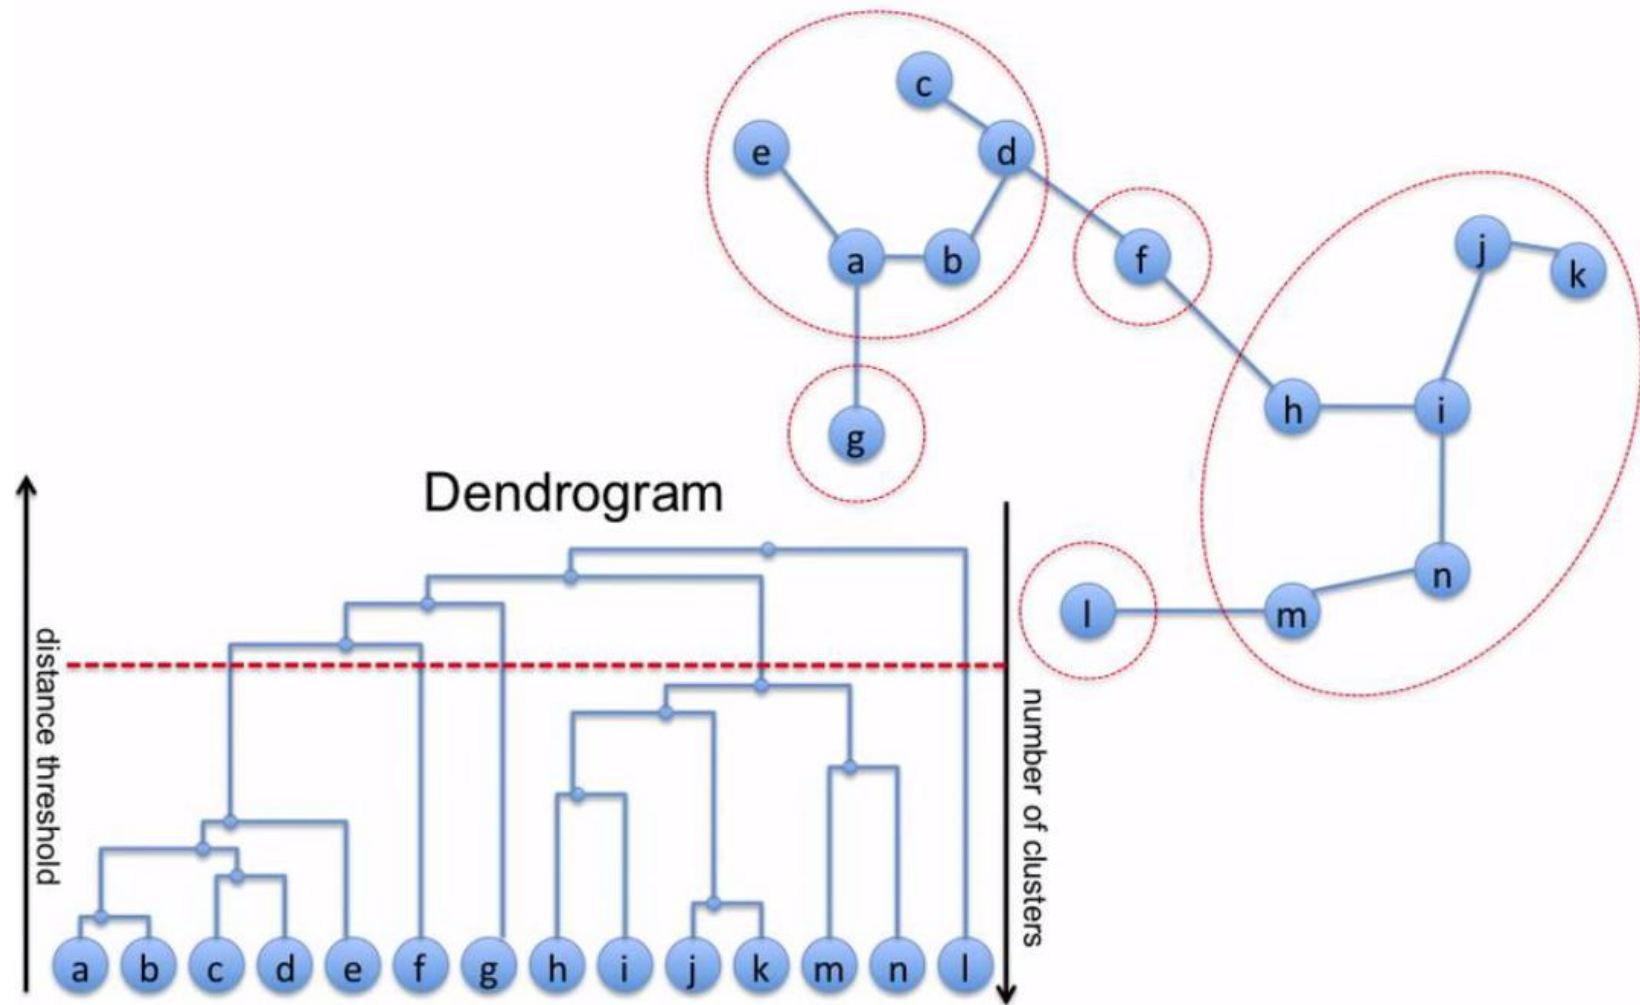 c
e
d
a
b
f
j
k
g
h
i
l
m
n
Dendrogram
distance threshold
number of clusters
a b c d e f g h i j k m n l